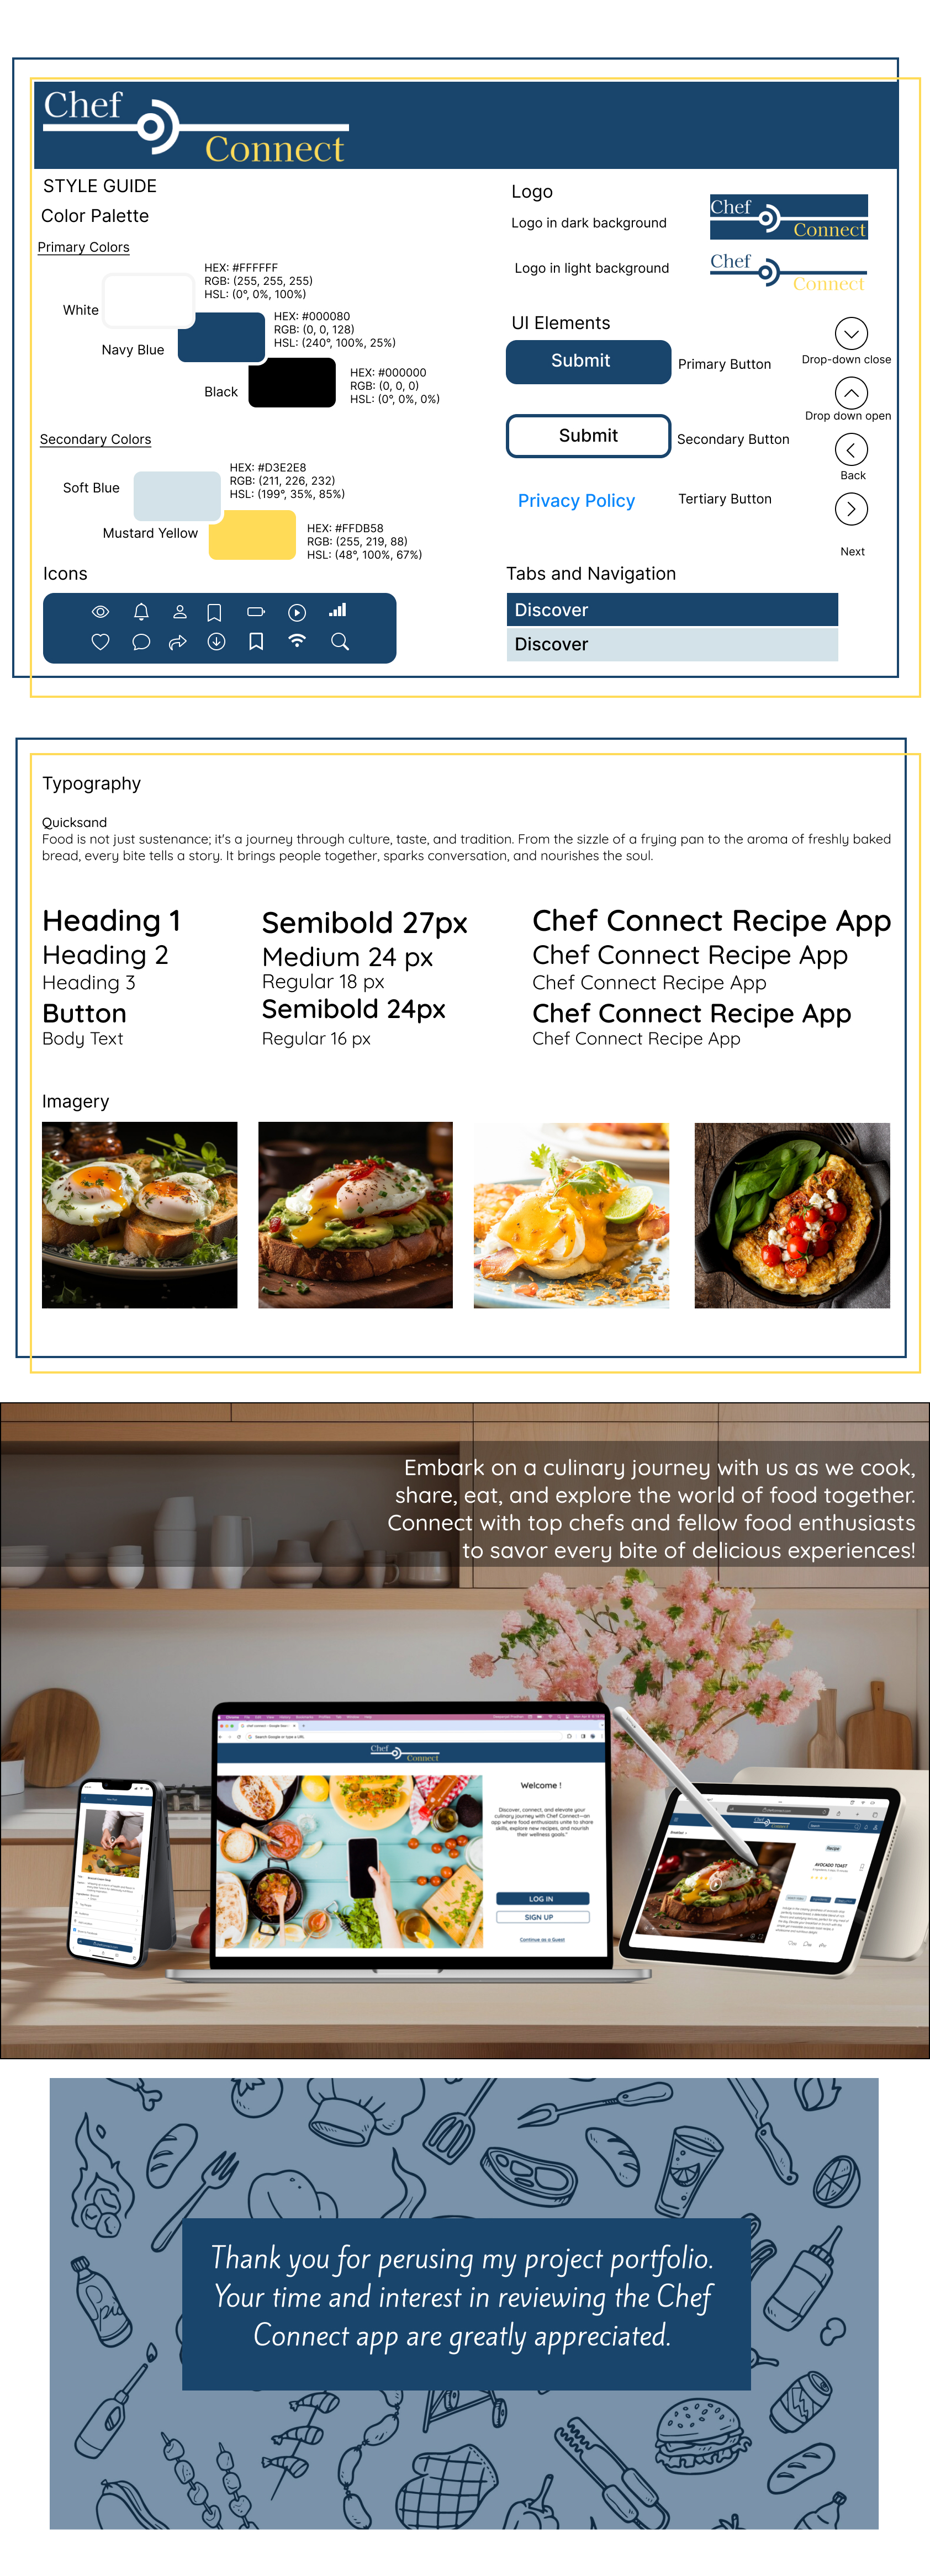 Chef
Connect
STYLE GUIDE
Color Palette
Primary Colors
White
HEX: #FFFFFF
RGB: (255, 255, 255)
HSL: (0°, 0%, 100%)
Navy Blue
HEX: #000080
RGB: (0, 0, 128)
HSL: (240°, 100%, 25%)
Black
HEX: #000000
RGB: (0, 0, 0)
HSL: (0°, 0%, 0%)
Secondary Colors
Soft Blue
HEX: #D3E2E8
RGB: (211, 226, 232)
HSL: (199°, 35%, 85%)
Mustard Yellow
HEX: #FFDB58
RGB: (255, 219, 88)
HSL: (48°, 100%, 67%)
Icons
Logo
Logo in dark background
Chef
Connect
Logo in light background
Chef
Connect
UI Elements
Submit
Primary Button
Submit
Secondary Button
Privacy Policy
Tertiary Button
Drop-down close
Drop down open
Back
Next
Tabs and Navigation
Discover
Discover
Typography
Quicksand
Food is not just sustenance; it's a journey through culture, taste, and tradition. From the sizzle of a frying pan to the aroma of freshly baked
bread, every bite tells a story. It brings people together, sparks conversation, and nourishes the soul.
Heading 1 Semibold 27px Chef Connect Recipe App
Heading 2 Medium 24 px Chef Connect Recipe App
Heading 3 Regular 18 px Chef Connect Recipe App
Button Semibold 24px Chef Connect Recipe App
Body Text Regular 16 px Chef Connect Recipe App
Imagery
Embark on a culinary journey with us as we cook,
share, eat, and explore the world of food together.
Connect with top chefs and fellow food enthusiasts
to savor every bite of delicious experiences!
Search Google or type a URL
Chef
Connect
Welcome !
Discover, connect, and elevate your
culinary journey with Chef Connect—an
app where food enthusiasts unite to share
skills, explore new recipes, and nourish
their wellness goals."
LOG IN
SIGN UP
Continue as a Guest
Chef
Connect
Recipe
AVOCADO TOAST
Thank you for perusing my project portfolio.
Your time and interest in reviewing the Chef
Connect app are greatly appreciated.